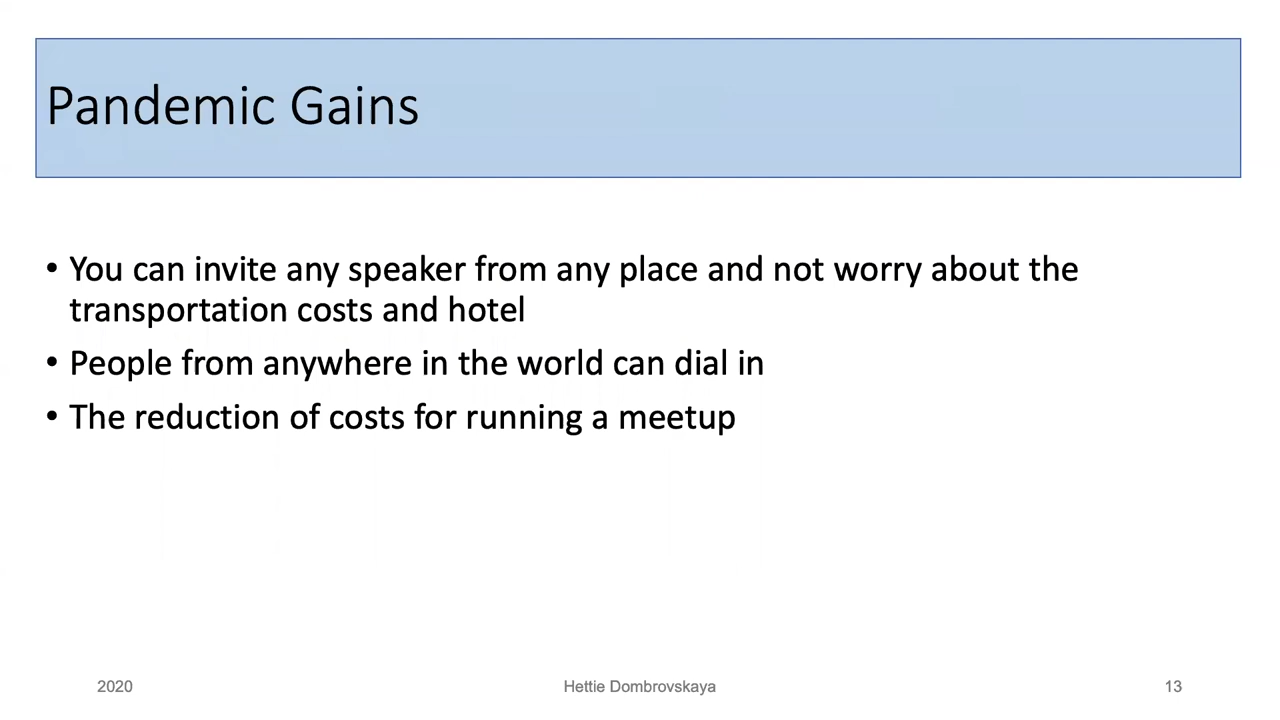 Pandemic Gains
• You can invite any speaker from any place and not worry about the
transportation costs and hotel
• People from anywhere in the world can dial in
• The reduction of costs for running a meetup
2020
Hettie Dombrovskaya
13